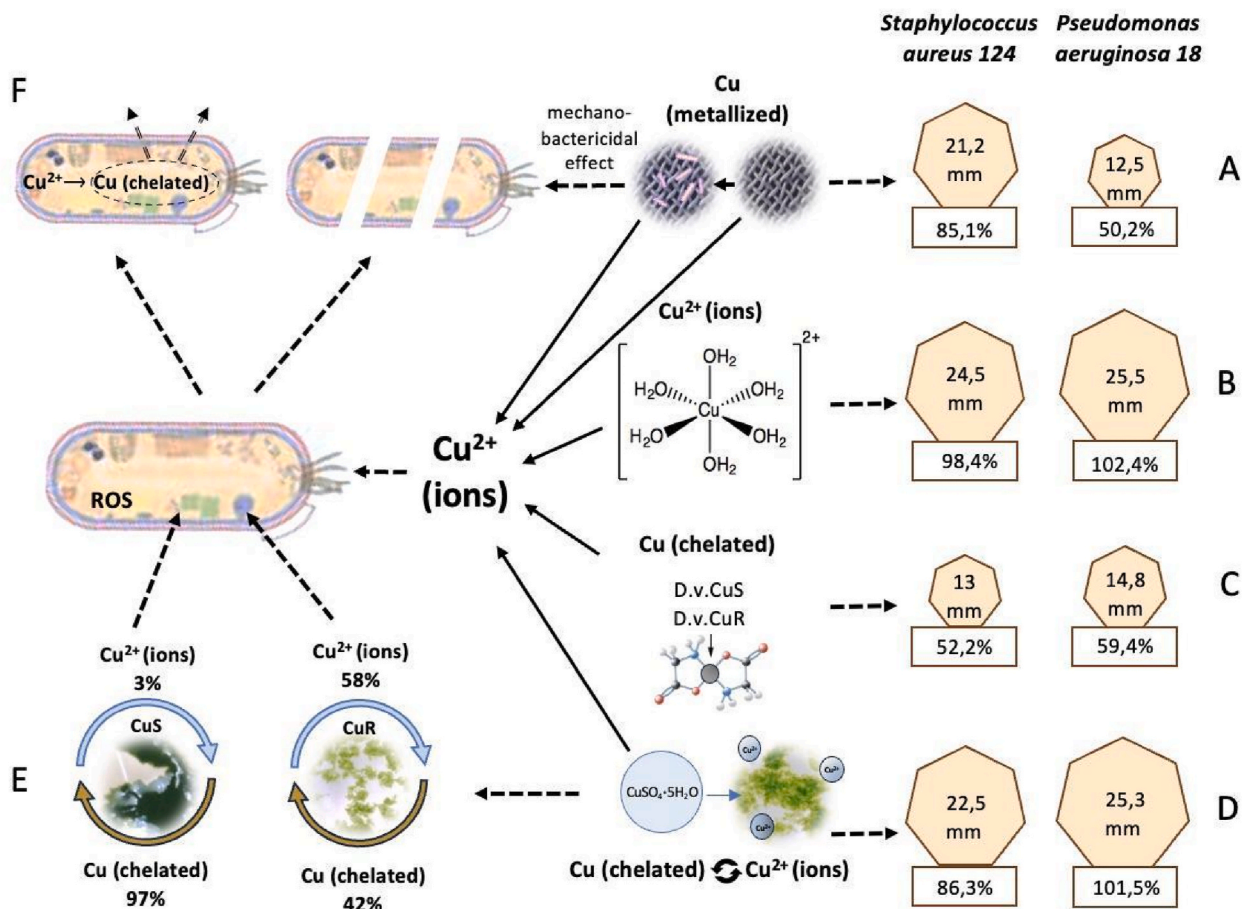 Staphylococcus
aureus 124
Pseudomonas
aeruginosa 18
F
Cu²⁺→ Cu (chelated)
mechano-
bactericidal
effect
Cu
(metallized)
21,2
mm
85,1%
12,5
mm
50,2%
A
Cu²⁺ (ions)
2+
OH₂
H₂O
OH₂
Cu
H₂O
OH₂
OH₂
24,5
mm
98,4%
25,5
mm
102,4%
B
ROS
Cu²⁺
(ions)
Cu (chelated)
D.v.CuS
D.v.CuR
13
mm
52,2%
14,8
mm
59,4%
C
E
Cu²⁺ (ions)
3%
CuS
Cu (chelated)
97%
Cu²⁺ (ions)
58%
CuR
Cu (chelated)
42%
CuSO₄·5H₂O
Cu²⁺
Cu²⁺
Cu²⁺
Cu (chelated) Cu²⁺ (ions)
22,5
mm
86,3%
25,3
mm
101,5%
D